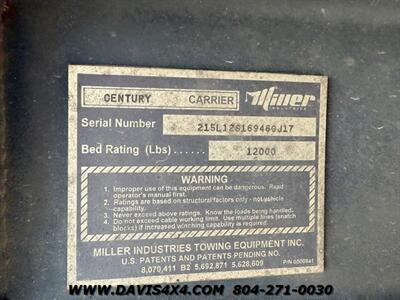 CENTURY CARRIER Miller
INDUSTRIES
Serial Number 215L12S16946GJ17
Bed Rating (Lbs) ...... 12000
WARNING
1. Improper use of this equipment can be dangerous. Read
operator's manual first.
2. Ratings are based on structural factors only - not vehicle
capability.
3. Never exceed above ratings. Know the loads being handled.
4. Do not exceed cable working limit. Use multiple lines (snatch
blocks) if increased winching capability is required.
MILLER INDUSTRIES TOWING EQUIPMENT INC.
U.S. PATENTS AND PATENTS PENDING NO.
8,070,411 B2 5,692,871 5,628,609
P/N 0500841
WWW.DAVIS4X4.COM 804-271-0030